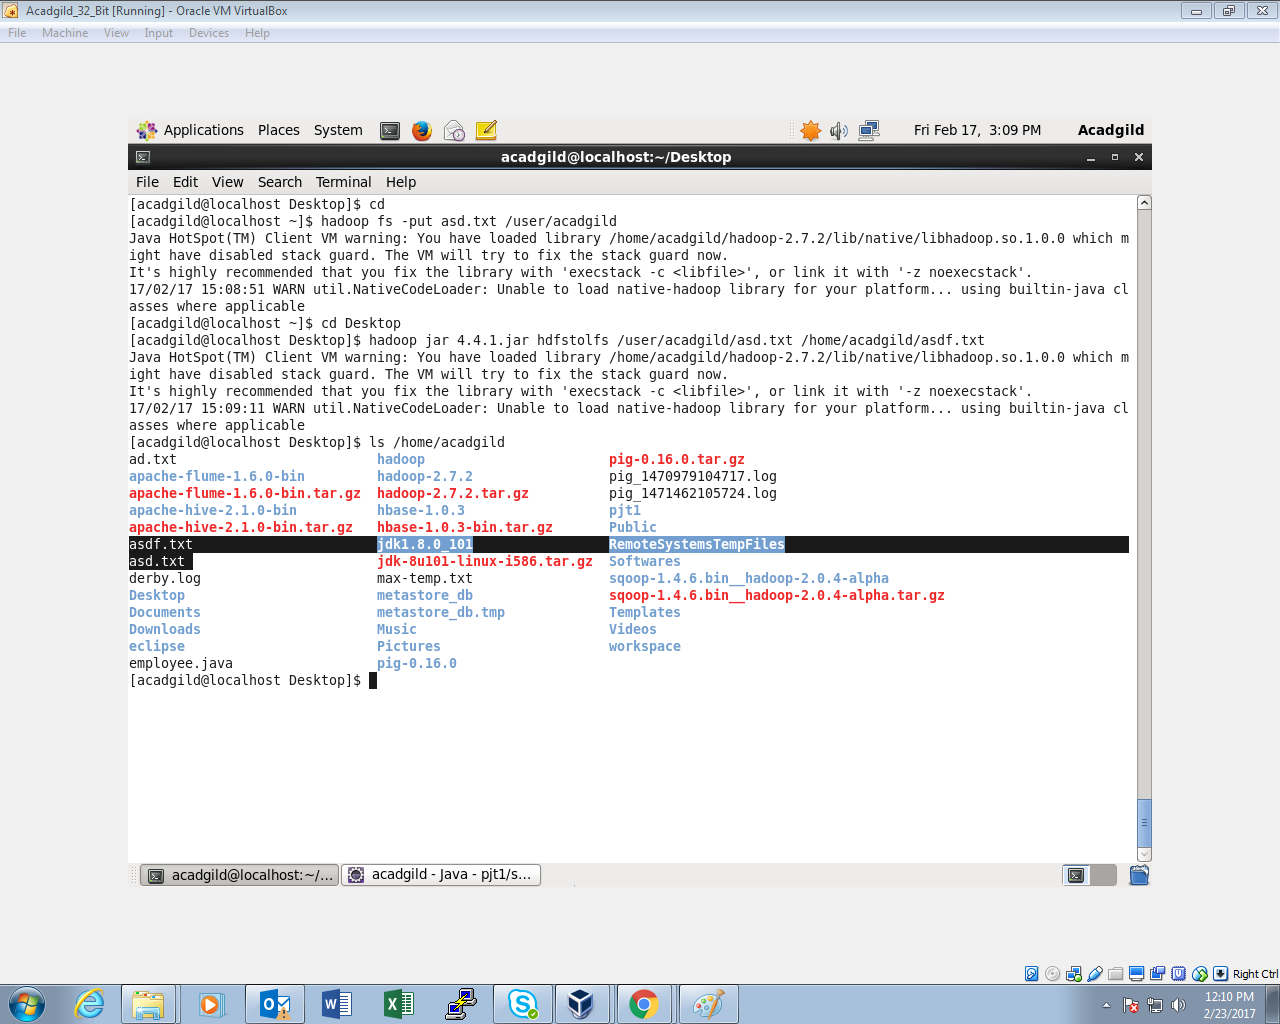 Acadgild_32_Bit [Running] - Oracle VM VirtualBox
File Machine View Input Devices Help
Applications Places System Fri Feb 17, 3:09 PM Acadgild
acadgild@localhost:~/Desktop
File Edit View Search Terminal Help
[acadgild@localhost Desktop]$ cd
[acadgild@localhost ~]$ hadoop fs -put asd.txt /user/acadgild
Java HotSpot(TM) Client VM warning: You have loaded library /home/acadgild/hadoop-2.7.2/lib/native/libhadoop.so.1.0.0 which m
ight have disabled stack guard. The VM will try to fix the stack guard now.
It's highly recommended that you fix the library with 'execstack -c <libfile>', or link it with '-z noexecstack'.
17/02/17 15:08:51 WARN util.NativeCodeLoader: Unable to load native-hadoop library for your platform... using builtin-java cl
asses where applicable
[acadgild@localhost ~]$ cd Desktop
[acadgild@localhost Desktop]$ hadoop jar 4.4.1.jar hdfstolfs /user/acadgild/asd.txt /home/acadgild/asdf.txt
Java HotSpot(TM) Client VM warning: You have loaded library /home/acadgild/hadoop-2.7.2/lib/native/libhadoop.so.1.0.0 which m
ight have disabled stack guard. The VM will try to fix the stack guard now.
It's highly recommended that you fix the library with 'execstack -c <libfile>', or link it with '-z noexecstack'.
17/02/17 15:09:11 WARN util.NativeCodeLoader: Unable to load native-hadoop library for your platform... using builtin-java cl
asses where applicable
[acadgild@localhost Desktop]$ ls /home/acadgild
ad.txt hadoop pig-0.16.0.tar.gz
apache-flume-1.6.0-bin hadoop-2.7.2 pig_1470979104717.log
apache-flume-1.6.0-bin.tar.gz hadoop-2.7.2.tar.gz pig_1471462105724.log
apache-hive-2.1.0-bin hbase-1.0.3 pjt1
apache-hive-2.1.0-bin.tar.gz hbase-1.0.3-bin.tar.gz Public
asdf.txt jdk1.8.0_101 RemoteSystemsTempFiles
asd.txt jdk-8u101-linux-i586.tar.gz Softwares
derby.log max-temp.txt sqoop-1.4.6.bin__hadoop-2.0.4-alpha
Desktop metastore_db sqoop-1.4.6.bin__hadoop-2.0.4-alpha.tar.gz
Documents metastore_db.tmp Templates
Downloads Music Videos
eclipse Pictures workspace
employee.java pig-0.16.0
[acadgild@localhost Desktop]$
acadgild@localhost:~/... acadgild - Java - pjt1/s...
Right Ctrl
12:10 PM
2/23/2017